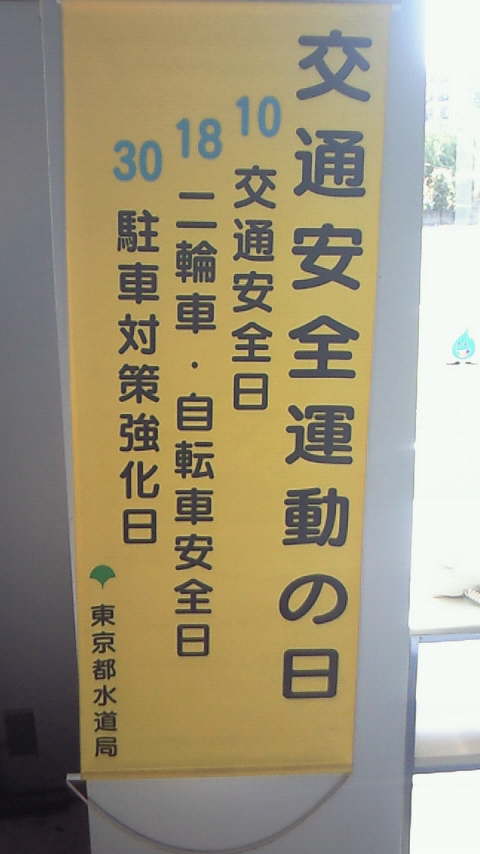 交通安全運動の日
10 交通安全日
18 二輪車・自転車安全日
30 駐車対策強化日
東京都水道局